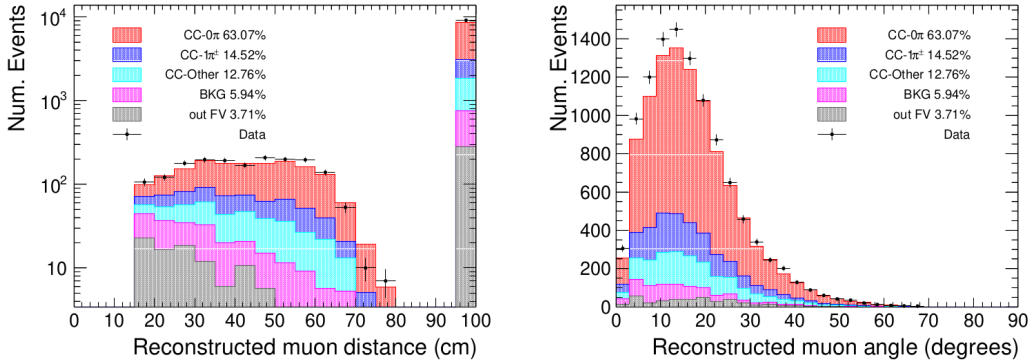 Num. Events
10⁴
10³
10²
10
CC-0π 63.07%
CC-1π± 14.52%
CC-Other 12.76%
BKG 5.94%
out FV 3.71%
Data
0 10 20 30 40 50 60 70 80 90 100
Reconstructed muon distance (cm)
Num. Events
1400
1200
1000
800
600
400
200
0
CC-0π 63.07%
CC-1π± 14.52%
CC-Other 12.76%
BKG 5.94%
out FV 3.71%
Data
0 10 20 30 40 50 60 70 80 90
Reconstructed muon angle (degrees)